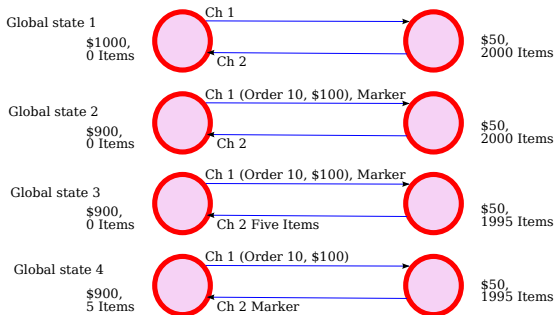 Ch 1
Global state 1
$1000,
0 Items
$50,
2000 Items
Ch 2
Ch 1 (Order 10, $100), Marker
Global state 2
$900,
0 Items
$50,
2000 Items
Ch 2
Ch 1 (Order 10, $100), Marker
Global state 3
$900,
0 Items
$50,
1995 Items
Ch 2 Five Items
Ch 1 (Order 10, $100)
Global state 4
$900,
5 Items
$50,
1995 Items
Ch 2 Marker